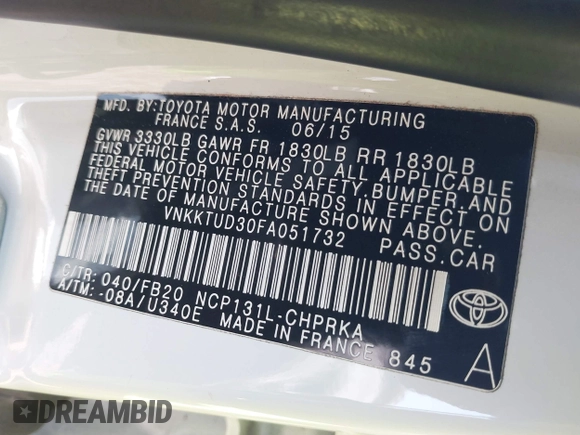 MFD. BY:TOYOTA MOTOR MANUFACTURING
FRANCE S.A.S. 06/15
GVWR 3330LB GAWR FR 1830LB RR 1830LB
THIS VEHICLE CONFORMS TO ALL APPLICABLE
FEDERAL MOTOR VEHICLE SAFETY,BUMPER,AND
THEFT PREVENTION STANDARDS IN EFFECT ON
THE DATE OF MANUFACTURE SHOWN ABOVE.
VNKKTUD30FA051732 PASS.CAR
C/TR: 040/FB20 NCP131L-CHPRKA
A/TM: -08A/U340E MADE IN FRANCE 845 A
DREAMBID